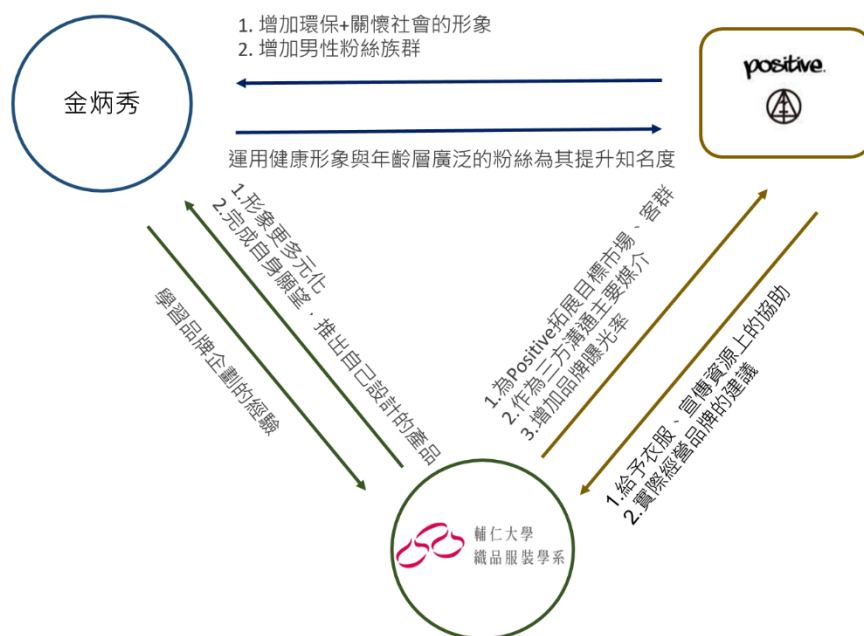 1. 增加環保+關懷社會的形象
2. 增加男性粉絲族群
金炳秀
positive.
運用健康形象與年齡層廣泛的粉絲為其提升知名度
1.形象更多元化
2.完成自身願望，推出自己設計的產品
學習品牌企劃的經驗
1.為Positive拓展目標市場、客群
2.作為三方溝通主要媒介
3.增加品牌曝光率
1.給予衣服、宣傳資源上的協助
2.實際經營品牌的建議
輔仁大學
織品服裝學系